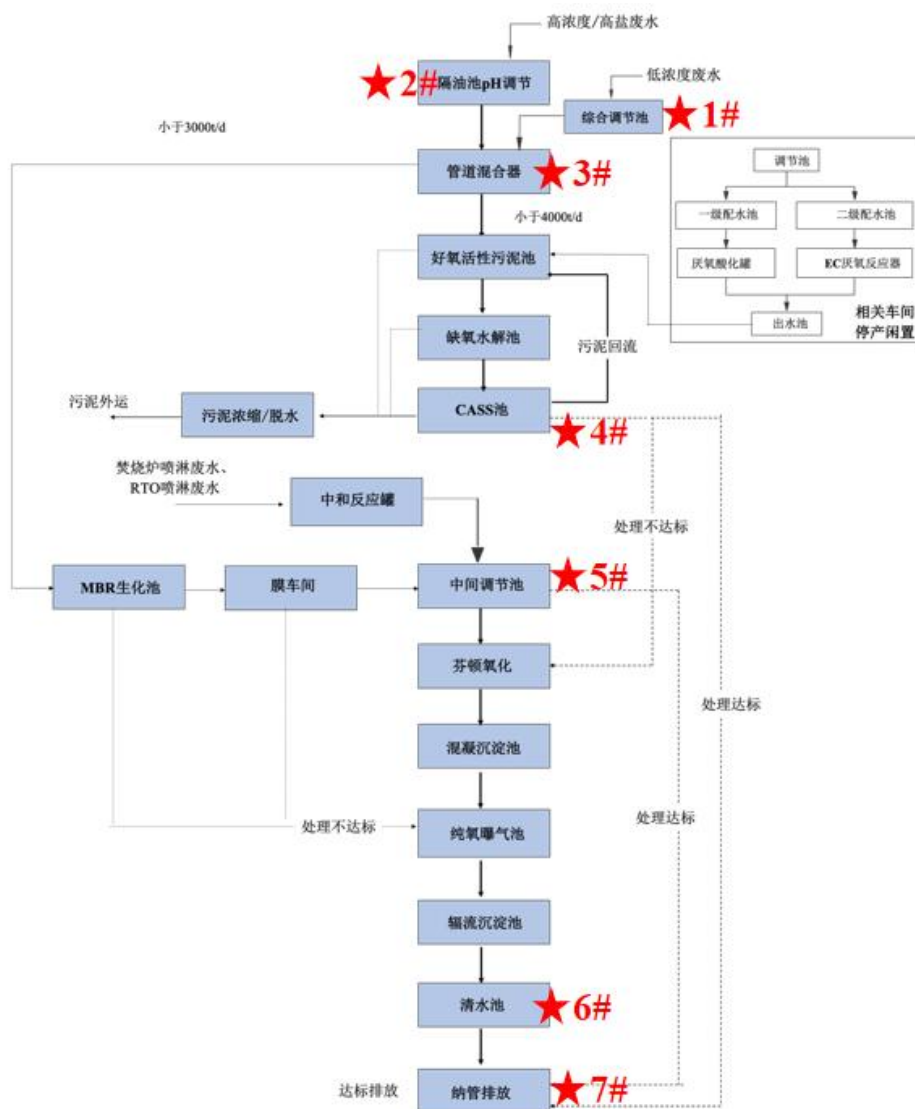 高浓度/高盐废水
★2#
隔油池pH调节
低浓度废水
综合调节池
★1#
小于3000t/d
管道混合器
★3#
调节池
小于4000t/d
一级配水池
二级配水池
好氧活性污泥池
厌氧酸化罐
EC厌氧反应器
相关车间
停产闲置
出水池
缺氧水解池
污泥回流
污泥外运
污泥浓缩/脱水
CASS池
★4#
焚烧炉喷淋废水、
RTO喷淋废水
中和反应罐
处理不达标
MBR生化池
膜车间
中间调节池
★5#
芬顿氧化
处理达标
混凝沉淀池
处理不达标
纯氧曝气池
处理达标
辐流沉淀池
清水池
★6#
达标排放
纳管排放
★7#